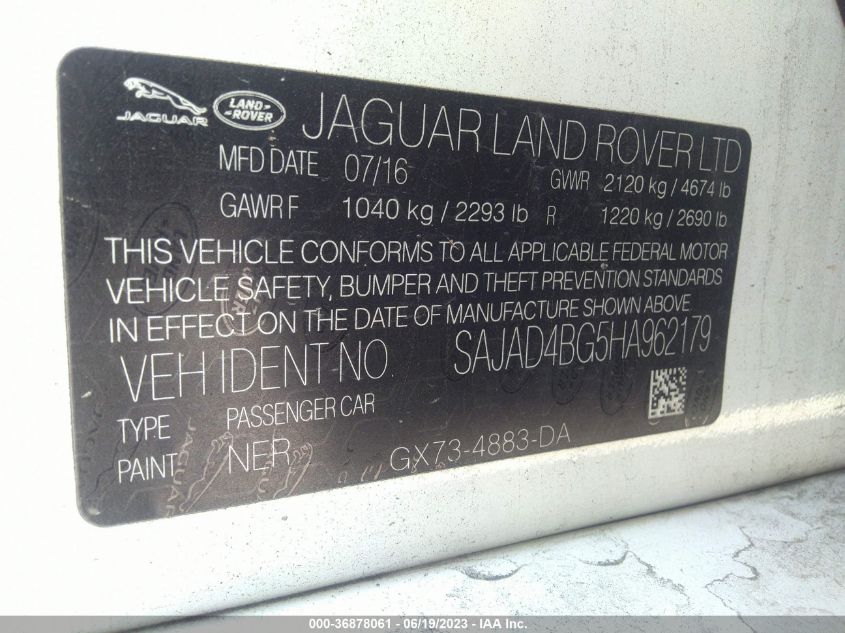 JAGUAR
LAND-
-ROVER
JAGUAR LAND ROVER LTD
MFD DATE 07/16 GVWR 2120 kg / 4674 lb
GAWR F 1040 kg / 2293 lb R 1220 kg / 2690 lb
THIS VEHICLE CONFORMS TO ALL APPLICABLE FEDERAL MOTOR
VEHICLE SAFETY, BUMPER AND THEFT PREVENTION STANDARDS
IN EFFECT ON THE DATE OF MANUFACTURE SHOWN ABOVE
VEH IDENT NO SAJAD4BG5HA962179
TYPE PASSENGER CAR
PAINT NER GX73-4883-DA
000-36878061 - 06/19/2023 - IAA, Inc.